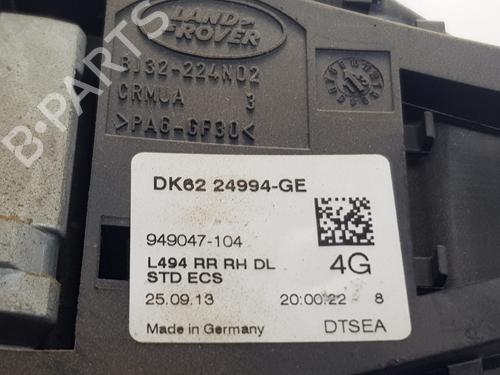 LAND-
-ROVER
BJ32-224N02
GRMUA 3
>PA6-GF30<
B-PARTS
DK62 24994-GE
949047-104
L494 RR RH DL
4G
STD ECS
25.09.13 20:00:22 8
Made in Germany DTSEA